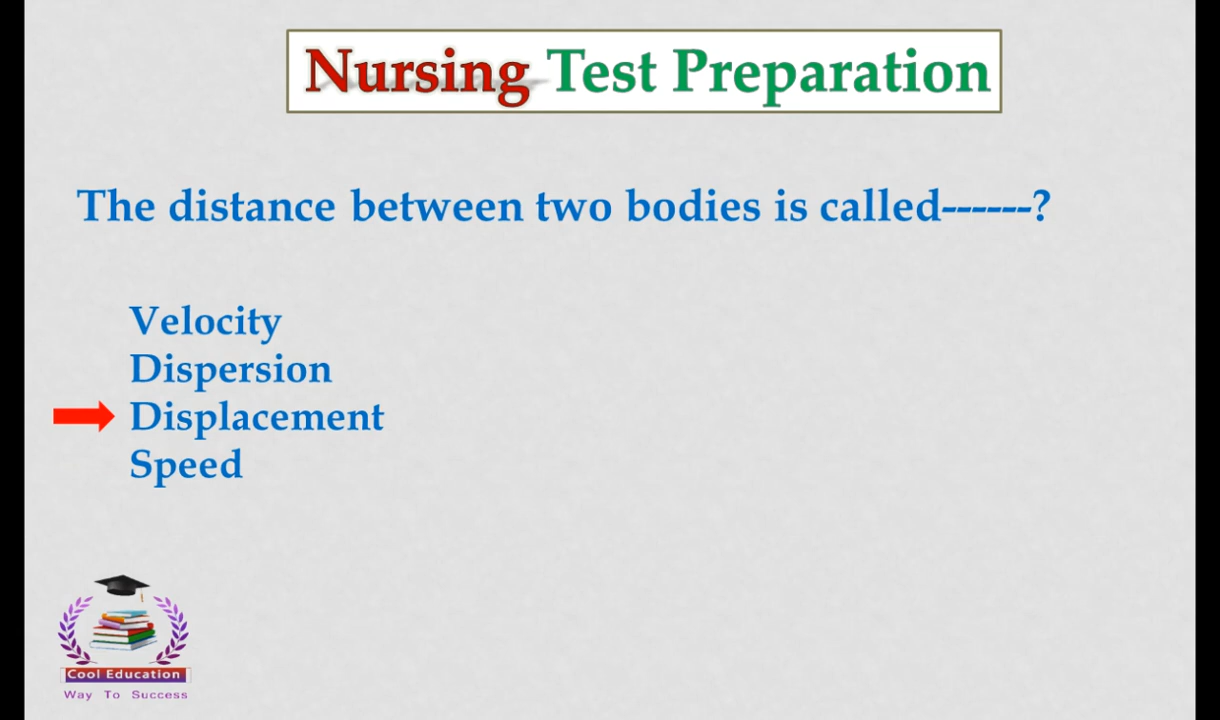 Nursing Test Preparation
The distance between two bodies is called------?
Velocity
Dispersion
Displacement
Speed
Cool Education
Way To Success